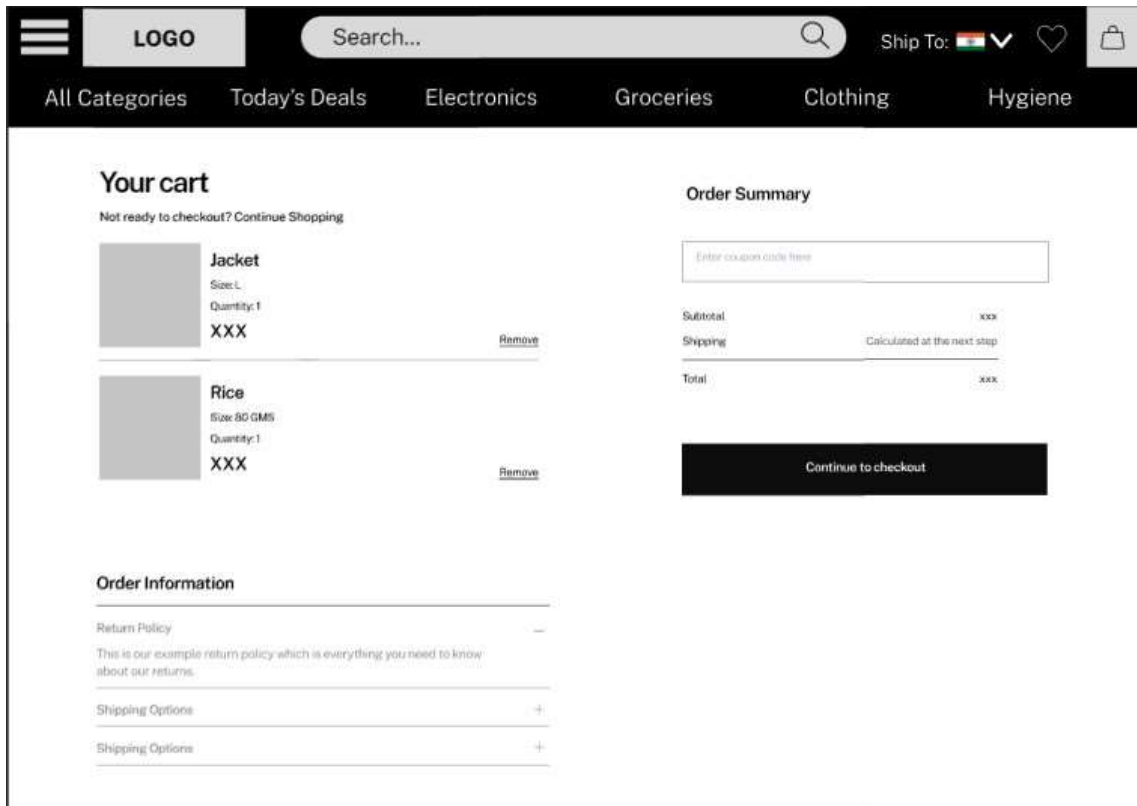 LOGO
Search...
Ship To:
All Categories Today's Deals Electronics Groceries Clothing Hygiene
Your cart
Not ready to checkout? Continue Shopping
Jacket
Size: L
Quantity: 1
XXX
Remove
Rice
Size: 80 GMS
Quantity: 1
XXX
Remove
Order Summary
Enter coupon code here
Subtotal xxx
Shipping Calculated at the next step
Total xxx
Continue to checkout
Order Information
Return Policy
This is our example return policy which is everything you need to know
about our returns.
Shipping Options
Shipping Options